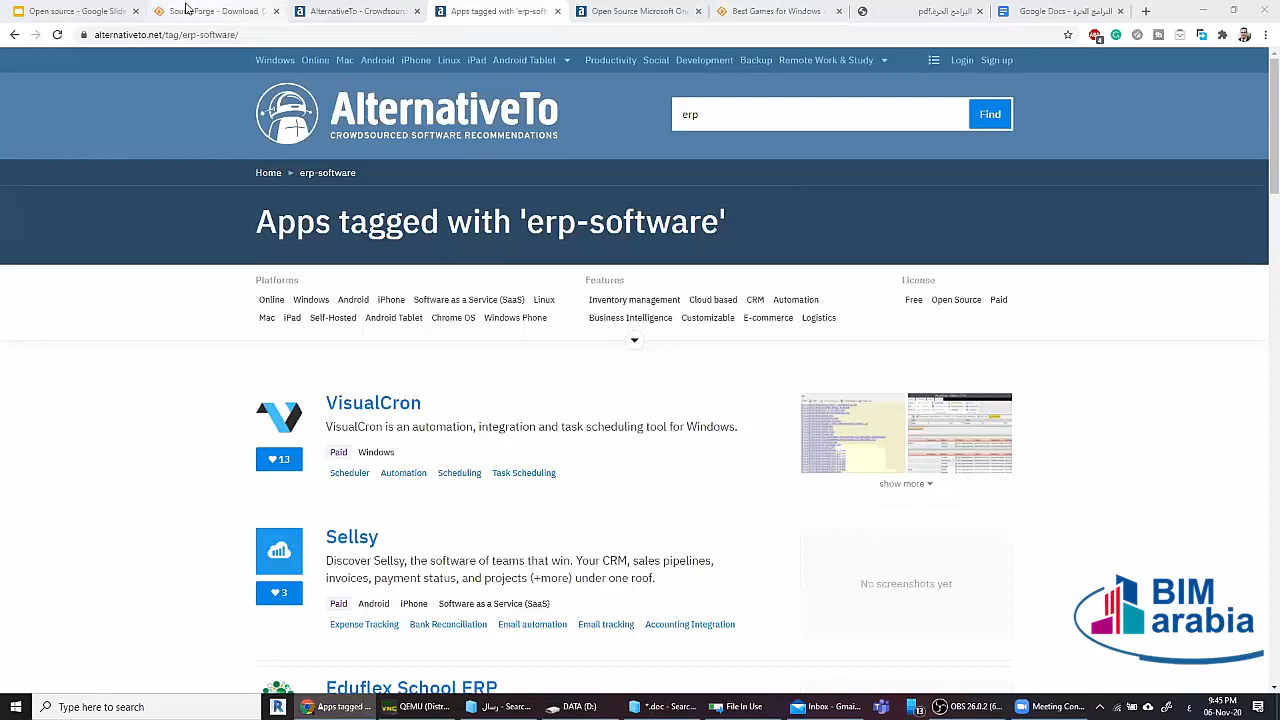 Open source - Google Slide
SourceForge - Download, D
AlternativeTo - Crowdsourc
Apps tagged with 'erp-softw
Open Source Microsoft One
Best Games for Windows -
البرامج الحرة.pdf
البرامج الحرة - Google Docs
alternativeto.net/tag/erp-software/
Windows Online Mac Android iPhone Linux iPad Android Tablet Productivity Social Development Backup Remote Work & Study Login Sign up
AlternativeTo
CROWDSOURCED SOFTWARE RECOMMENDATIONS
erp
Find
Home erp-software
Apps tagged with 'erp-software'
Platforms Features License
Online Windows Android iPhone Software as a Service (SaaS) Linux Inventory management Cloud based CRM Automation Free Open Source Paid
Mac iPad Self-Hosted Android Tablet Chrome OS Windows Phone Business Intelligence Customizable E-commerce Logistics
VisualCron
VisualCron is an automation, integration and task scheduling tool for Windows.
Paid Windows
13
Scheduler Automation Scheduling Task Scheduling
show more
Sellsy
Discover Sellsy, the software of teams that win. Your CRM, sales pipelines,
invoices, payment status, and projects (+more) under one roof.
No screenshots yet
3
Paid Android iPhone Software as a Service (SaaS)
Expense Tracking Bank Reconciliation Email automation Email tracking Accounting Integration
Eduflex School ERP
BIM
arabia
Type here to search
R
Apps tagged ...
QEMU (Distr...
رسايل - Sear...
DATA (D:)
*.doc - Searc...
File In Use
Inbox - Gmai...
OBS 26.0.2 (...
Meeting Con...
9:45 PM
06-Nov-20